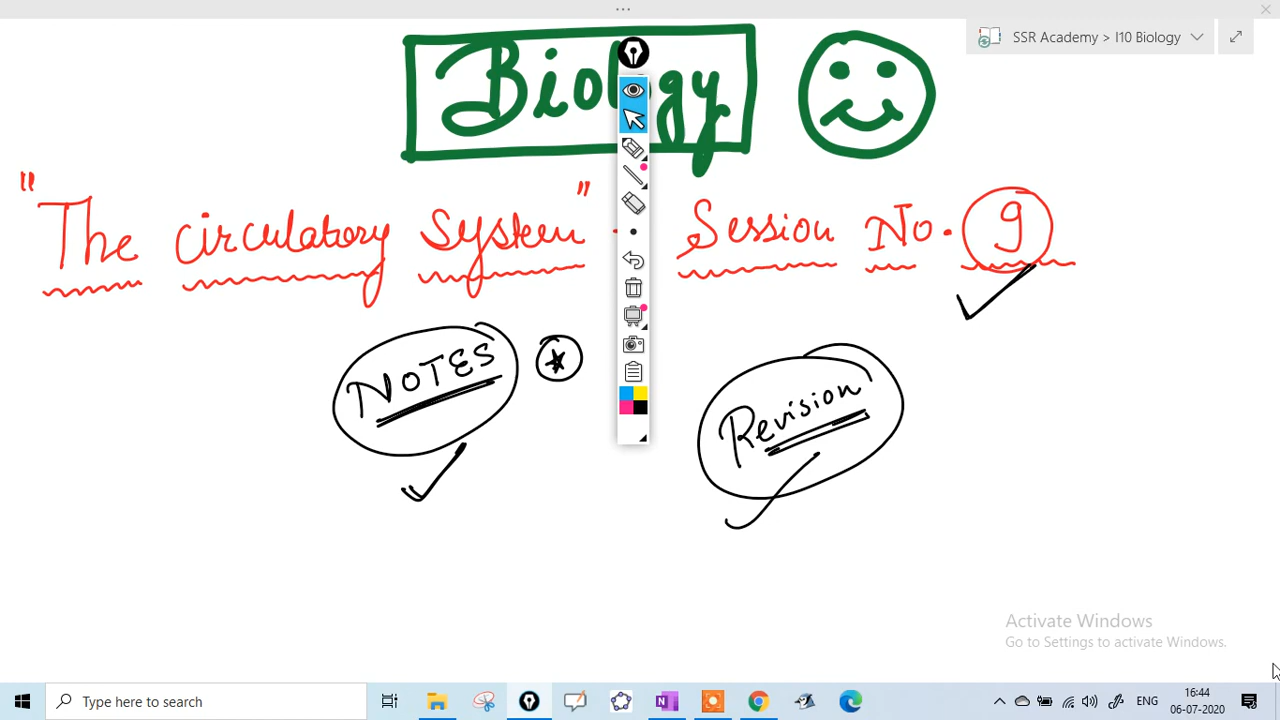 SSR Academy > I10 Biology
Biology
"The circulatory System" - Session No. 9
NOTES
Revision
Activate Windows
Go to Settings to activate Windows.
Type here to search
ENG
16:44
06-07-2020